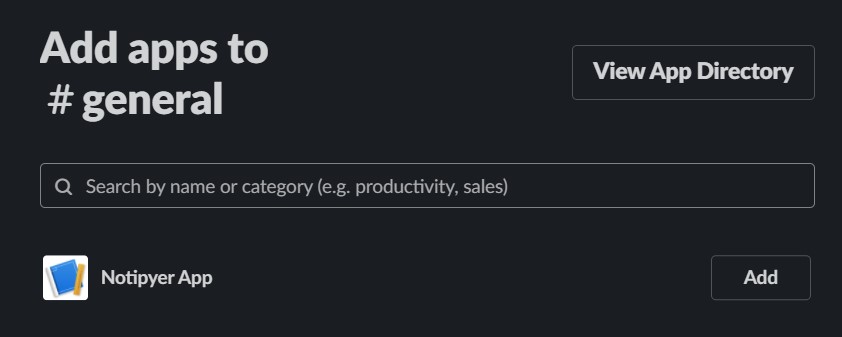 Add apps to
# general
View App Directory
Search by name or category (e.g. productivity, sales)
Notipyer App
Add